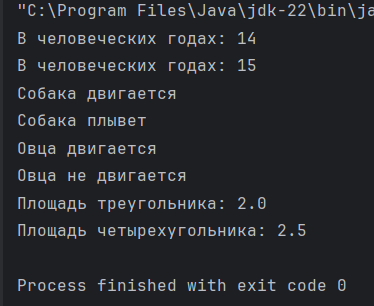 "C:\Program Files\Java\jdk-22\bin\ja
В человеческих годах: 14
В человеческих годах: 15
Собака двигается
Собака плывет
Овца двигается
Овца не двигается
Площадь треугольника: 2.0
Площадь четырехугольника: 2.5
Process finished with exit code 0